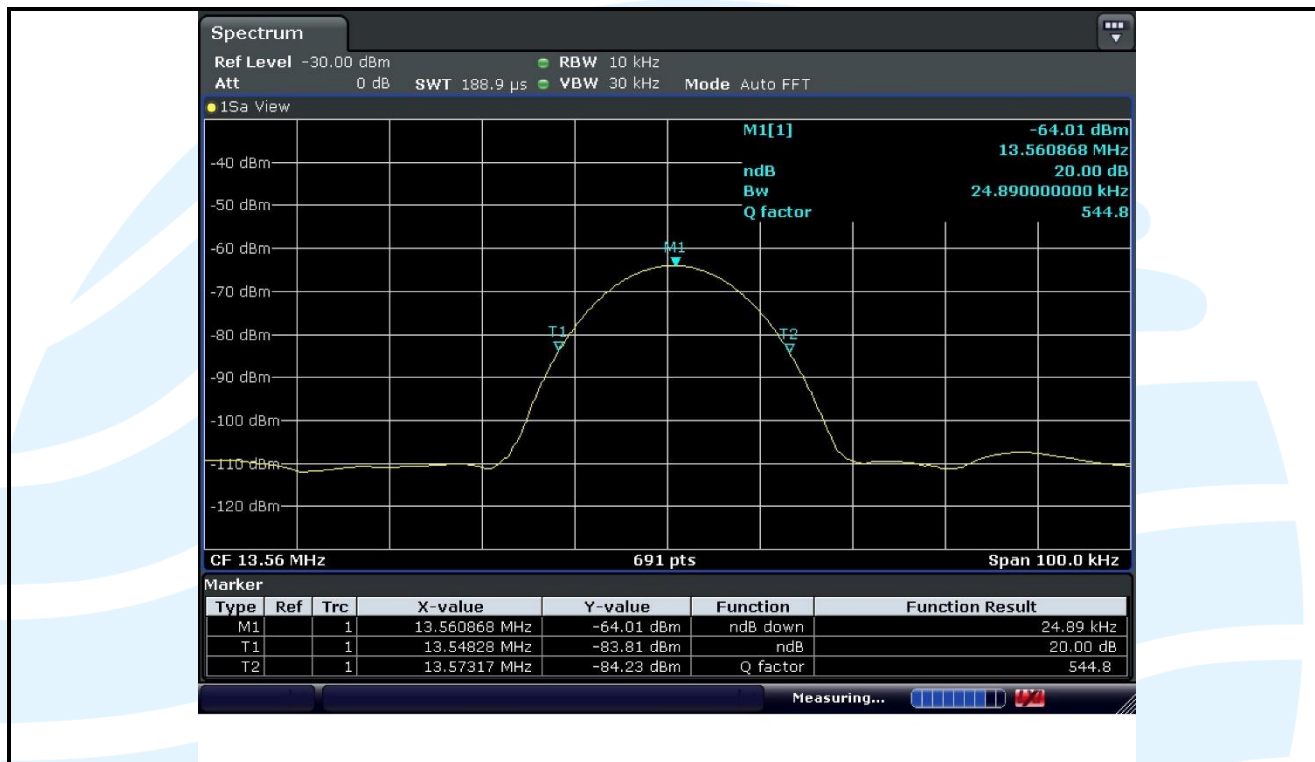 Spectrum
Ref Level -30.00 dBm RBW 10 kHz
Att 0 dB SWT 188.9 µs VBW 30 kHz Mode Auto FFT
1Sa View
M1[1] -64.01 dBm
13.560868 MHz
-40 dBm
ndB 20.00 dB
Bw 24.890000000 kHz
-50 dBm
Q factor 544.8
-60 dBm
M1
-70 dBm
-80 dBm
T1
T2
-90 dBm
-100 dBm
-110 dBm
-120 dBm
CF 13.56 MHz 691 pts Span 100.0 kHz
Marker
Type Ref Trc X-value Y-value Function Function Result
M1 1 13.560868 MHz -64.01 dBm ndB down 24.89 kHz
T1 1 13.54828 MHz -83.81 dBm ndB 20.00 dB
T2 1 13.57317 MHz -84.23 dBm Q factor 544.8
Measuring...